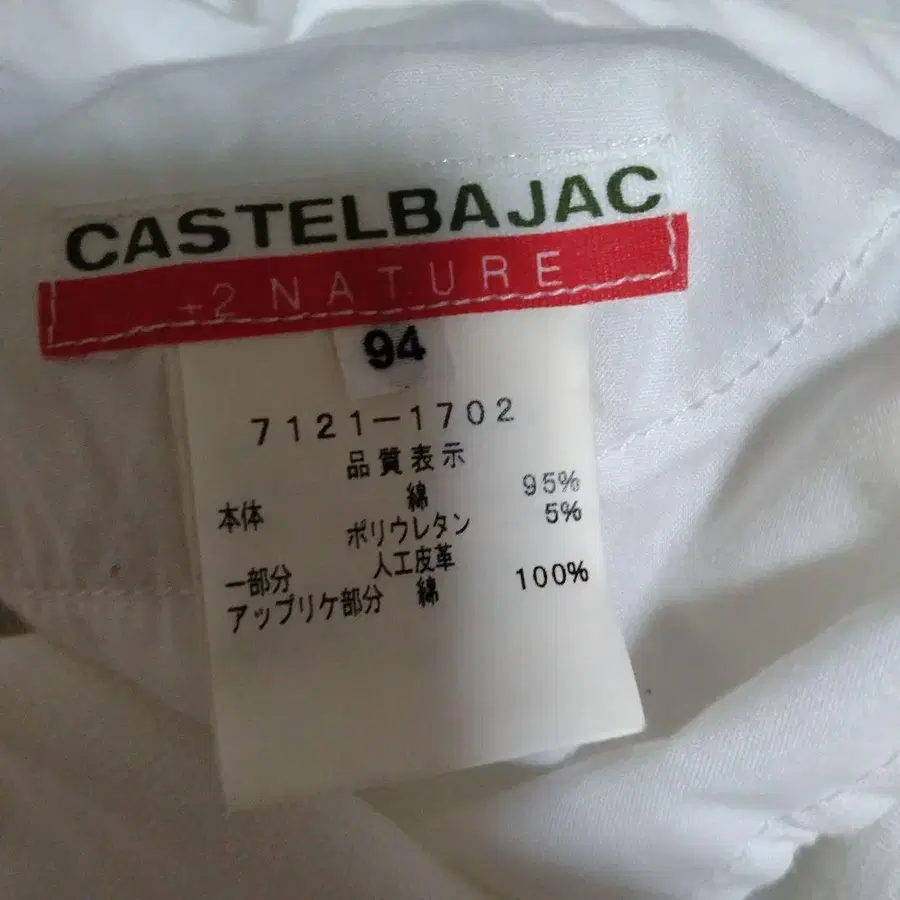 CASTELBAJAC
±2 NATURE
94
7121-1702
品質表示
本体 綿 95%
ポリウレタン 5%
一部分 人工皮革
アップリケ部分 綿 100%